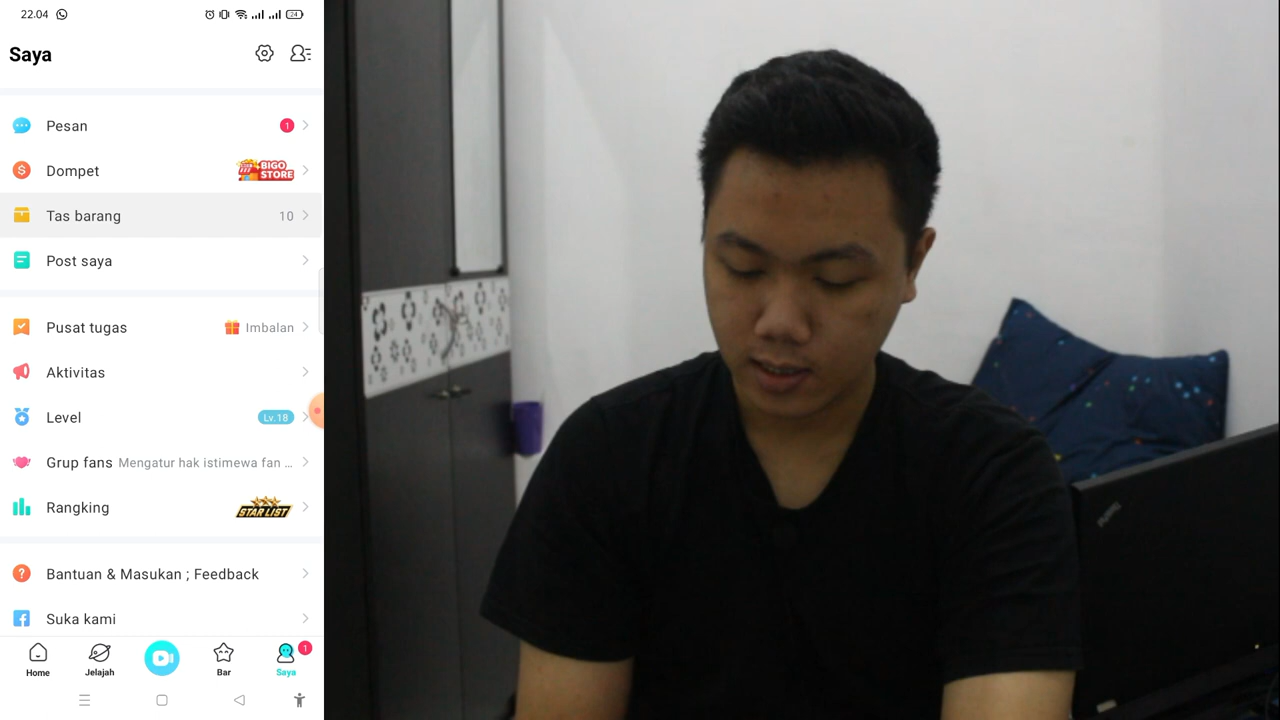 22.04
24
Saya
Pesan 1
Dompet BIGO STORE
Tas barang 10
Post saya
Pusat tugas Imbalan
Aktivitas
Level Lv.18
Grup fans Mengatur hak istimewa fan ...
Rangking STAR LIST
Bantuan & Masukan ; Feedback
Suka kami
1
Home Jelajah Bar Saya